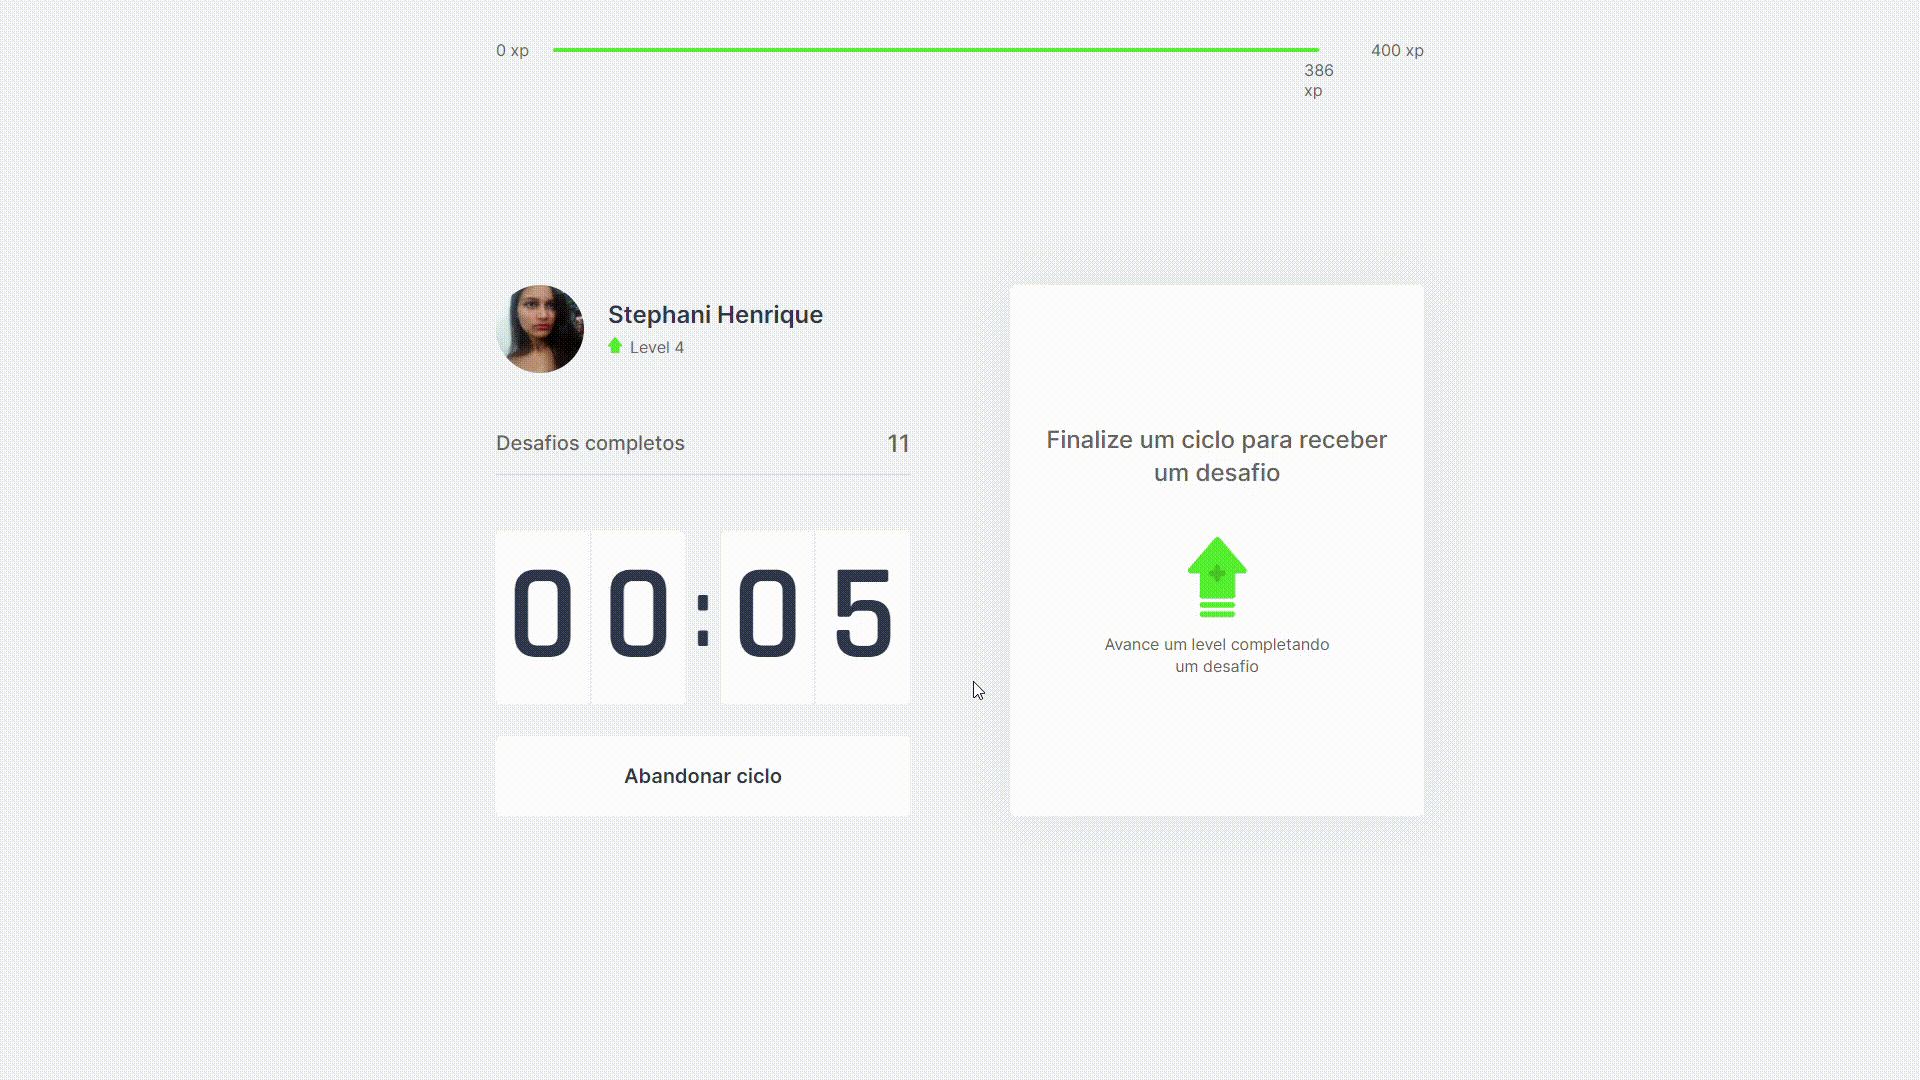 0 xp
400 xp
386
xp
Stephani Henrique
Level 4
Desafios completos
11
00:05
Abandonar ciclo
Finalize um ciclo para receber
um desafio
Avance um level completando
um desafio